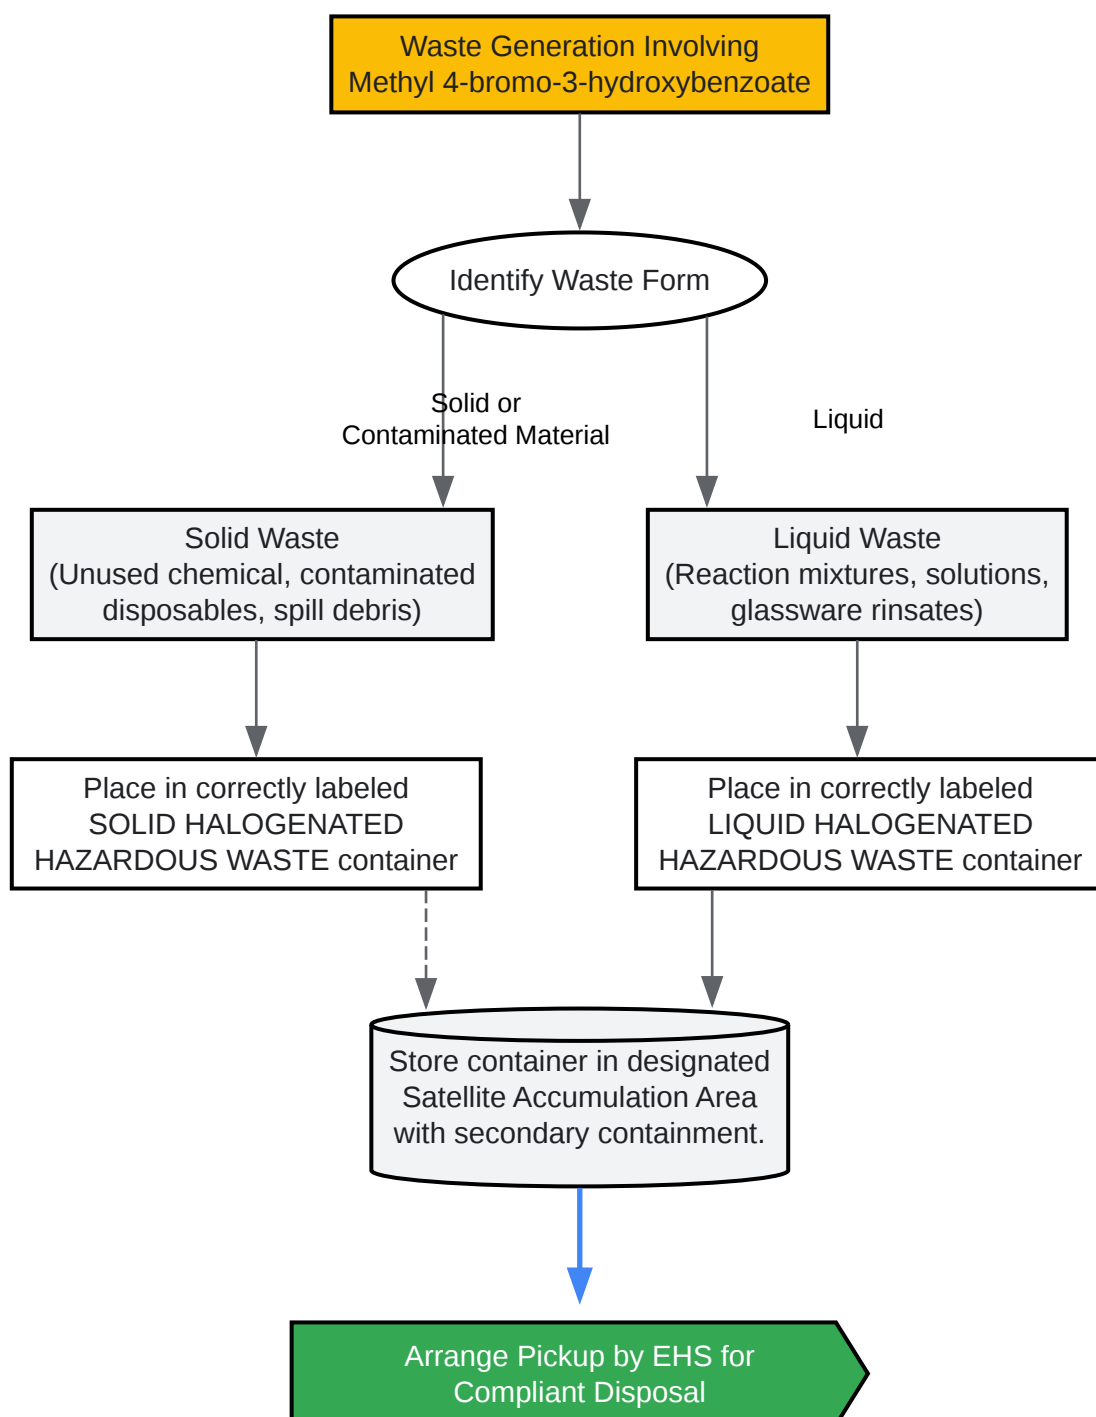 Waste Generation Involving
Methyl 4-bromo-3-hydroxybenzoate
Identify Waste Form
Solid or
Contaminated Material
Liquid
Solid Waste
(Unused chemical, contaminated
disposables, spill debris)
Liquid Waste
(Reaction mixtures, solutions,
glassware rinsates)
Place in correctly labeled
SOLID HALOGENATED
HAZARDOUS WASTE container
Place in correctly labeled
LIQUID HALOGENATED
HAZARDOUS WASTE container
Store container in designated
Satellite Accumulation Area
with secondary containment.
Arrange Pickup by EHS for
Compliant Disposal